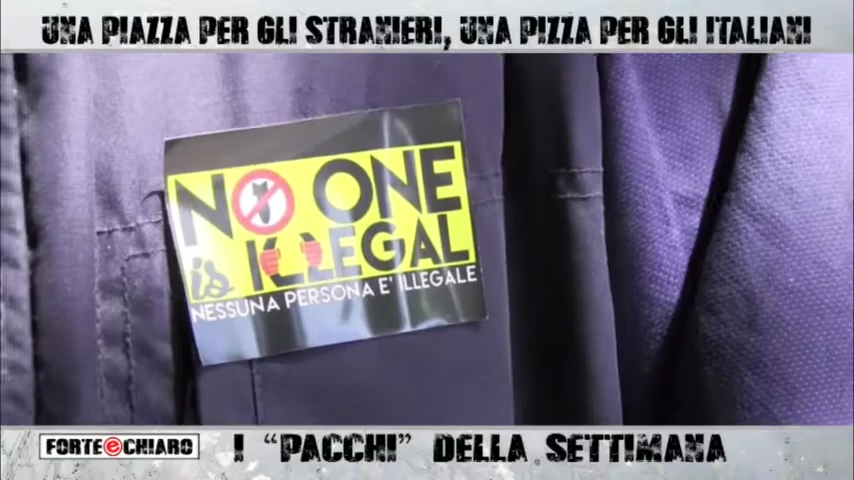 UNA PIAZZA PER GLI STRANIERI, UNA PIZZA PER GLI ITALIANI
NO ONE
is ILLEGAL
NESSUNA PERSONA E' ILLEGALE
FORTE e CHIARO
I "PACCHI" DELLA SETTIMANA